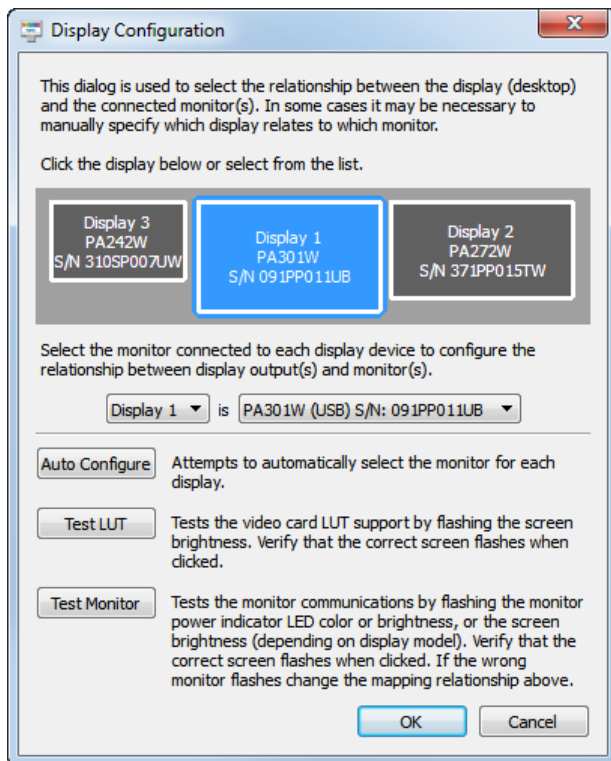 Display Configuration
This dialog is used to select the relationship between the display (desktop)
and the connected monitor(s). In some cases it may be necessary to
manually specify which display relates to which monitor.
Click the display below or select from the list.
Display 3
PA242W
S/N 310SP007UW
Display 1
PA301W
S/N 091PP011UB
Display 2
PA272W
S/N 371PP015TW
Select the monitor connected to each display device to configure the
relationship between display output(s) and monitor(s).
Display 1 is PA301W (USB) S/N: 091PP011UB
Auto Configure
Attempts to automatically select the monitor for each
display.
Test LUT
Tests the video card LUT support by flashing the screen
brightness. Verify that the correct screen flashes when
clicked.
Test Monitor
Tests the monitor communications by flashing the monitor
power indicator LED color or brightness, or the screen
brightness (depending on display model). Verify that the
correct screen flashes when clicked. If the wrong
monitor flashes change the mapping relationship above.
OK
Cancel